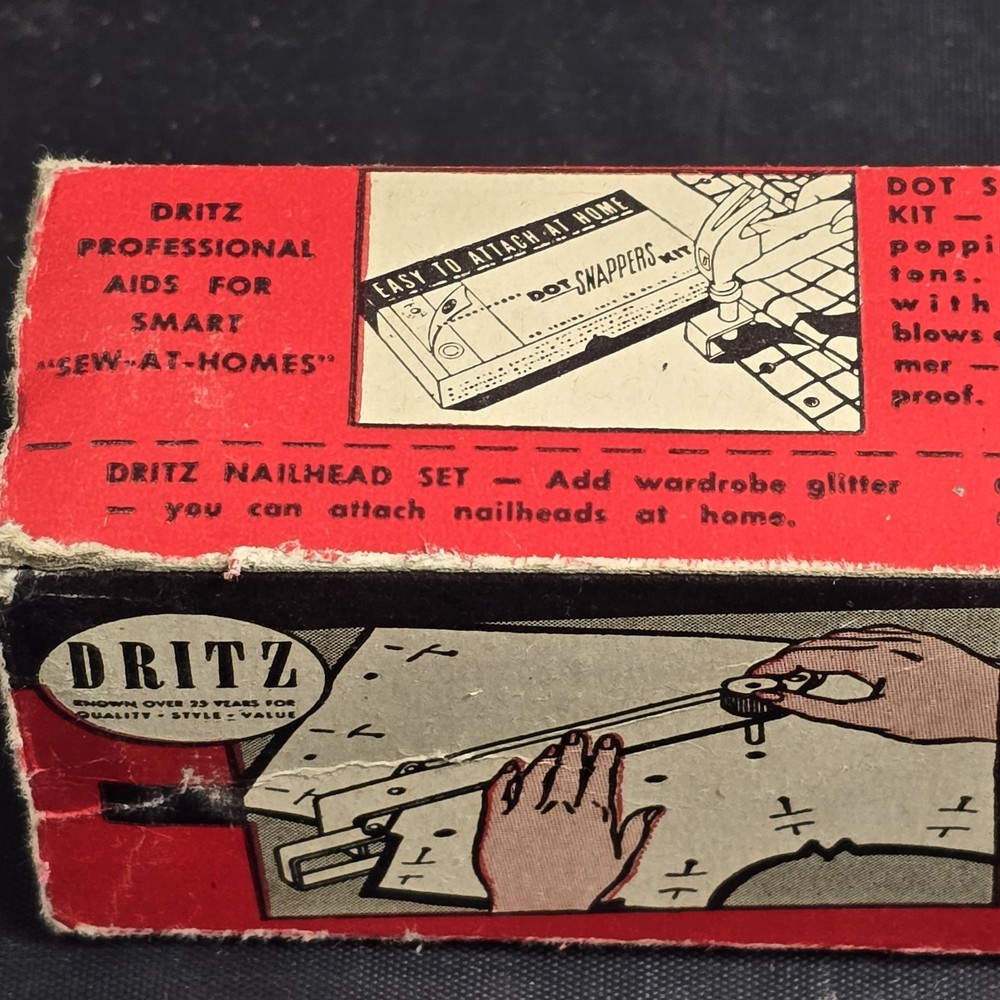 DRITZ
PROFESSIONAL
AIDS FOR
SMART
"SEW-AT-HOMES"
EASY TO ATTACH AT HOME
DOT SNAPPERS KIT
DOT S
KIT —
poppi
tons.
with
blows
mer —
proof.
DRITZ NAILHEAD SET — Add wardrobe glitter
— you can attach nailheads at home.
DRITZ
KNOWN OVER 25 YEARS FOR
QUALITY - STYLE - VALUE